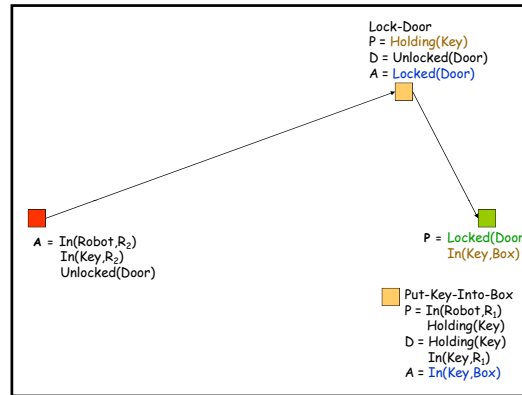 Lock-Door
P = Holding(Key)
D = Unlocked(Door)
A = Locked(Door)
A = In(Robot,R₂)
In(Key,R₂)
Unlocked(Door)
P = Locked(Door
In(Key,Box)
Put-Key-Into-Box
P = In(Robot,R₁)
Holding(Key)
D = Holding(Key)
In(Key,R₁)
A = In(Key,Box)